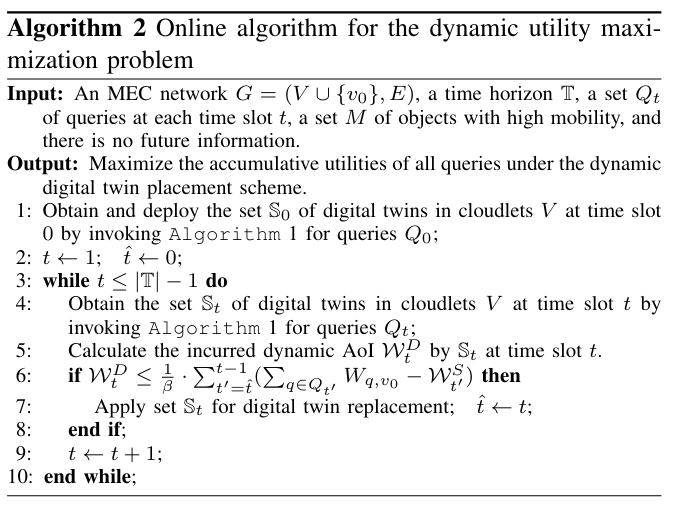 Algorithm 2 Online algorithm for the dynamic utility maxi-
mization problem
Input: An MEC network $G = (V \cup \{v_0\}, E)$, a time horizon $\mathbb{T}$, a set $Q_t$
of queries at each time slot $t$, a set $M$ of objects with high mobility, and
there is no future information.
Output: Maximize the accumulative utilities of all queries under the dynamic
digital twin placement scheme.
1: Obtain and deploy the set $\mathbb{S}_0$ of digital twins in cloudlets $V$ at time slot
0 by invoking Algorithm 1 for queries $Q_0$;
2: $t \leftarrow 1$; $\hat{t} \leftarrow 0$;
3: while $t \leq |\mathbb{T}| - 1$ do
4: Obtain the set $\mathbb{S}_t$ of digital twins in cloudlets $V$ at time slot $t$ by
invoking Algorithm 1 for queries $Q_t$;
5: Calculate the incurred dynamic AoI $\mathcal{W}_t^D$ by $\mathbb{S}_t$ at time slot $t$.
6: if $\mathcal{W}_t^D \leq \frac{1}{\beta} \cdot \sum_{t'=\hat{t}}^{t-1} (\sum_{q \in Q_{t'}} W_{q,v_0} - \mathcal{W}_{t'}^S)$ then
7: Apply set $\mathbb{S}_t$ for digital twin replacement; $\hat{t} \leftarrow t$;
8: end if;
9: $t \leftarrow t + 1$;
10: end while;